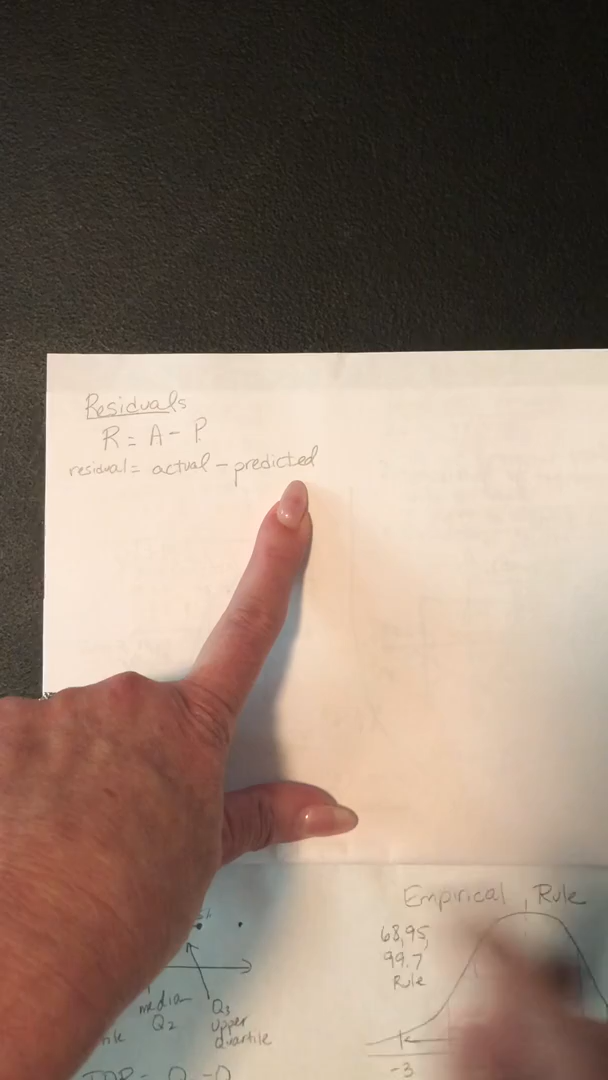 Residuals
R = A - P.
residual = actual - predicted
Empirical Rule
68,95,
99.7
Rule
median
Q2
Q3
upper
quartile
-3